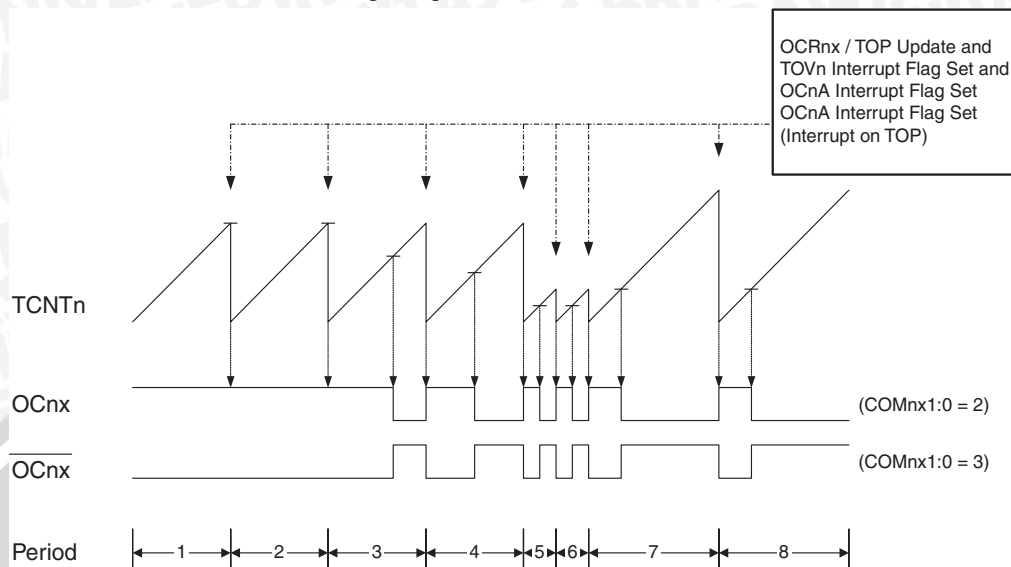 OCRnx / TOP Update and
TOVn Interrupt Flag Set and
OCnA Interrupt Flag Set
OCnA Interrupt Flag Set
(Interrupt on TOP)
TCNTn
OCnx
(COMnx1:0 = 2)
OCnx
(COMnx1:0 = 3)
Period
1 2 3 4 5 6 7 8